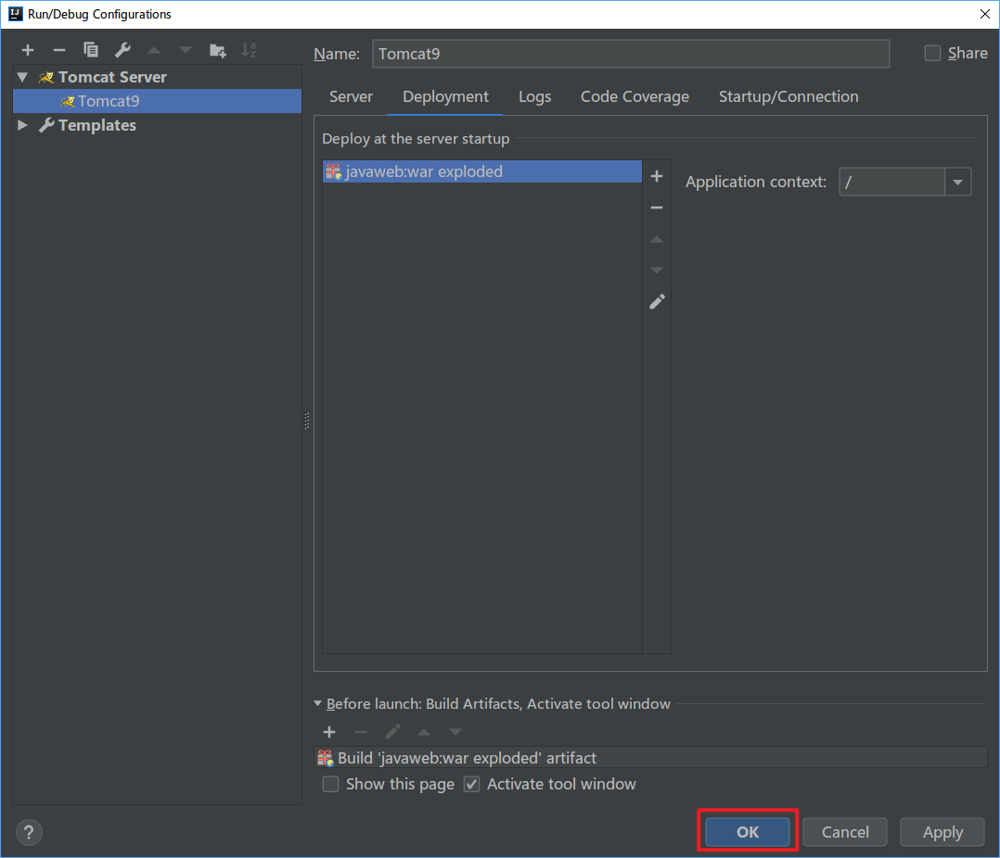 Run/Debug Configurations
Name: Tomcat9
Share
Tomcat Server
Tomcat9
Templates
Server Deployment Logs Code Coverage Startup/Connection
Deploy at the server startup
javaweb:war exploded
Application context: /
Before launch: Build Artifacts, Activate tool window
Build 'javaweb:war exploded' artifact
Show this page Activate tool window
? OK Cancel Apply